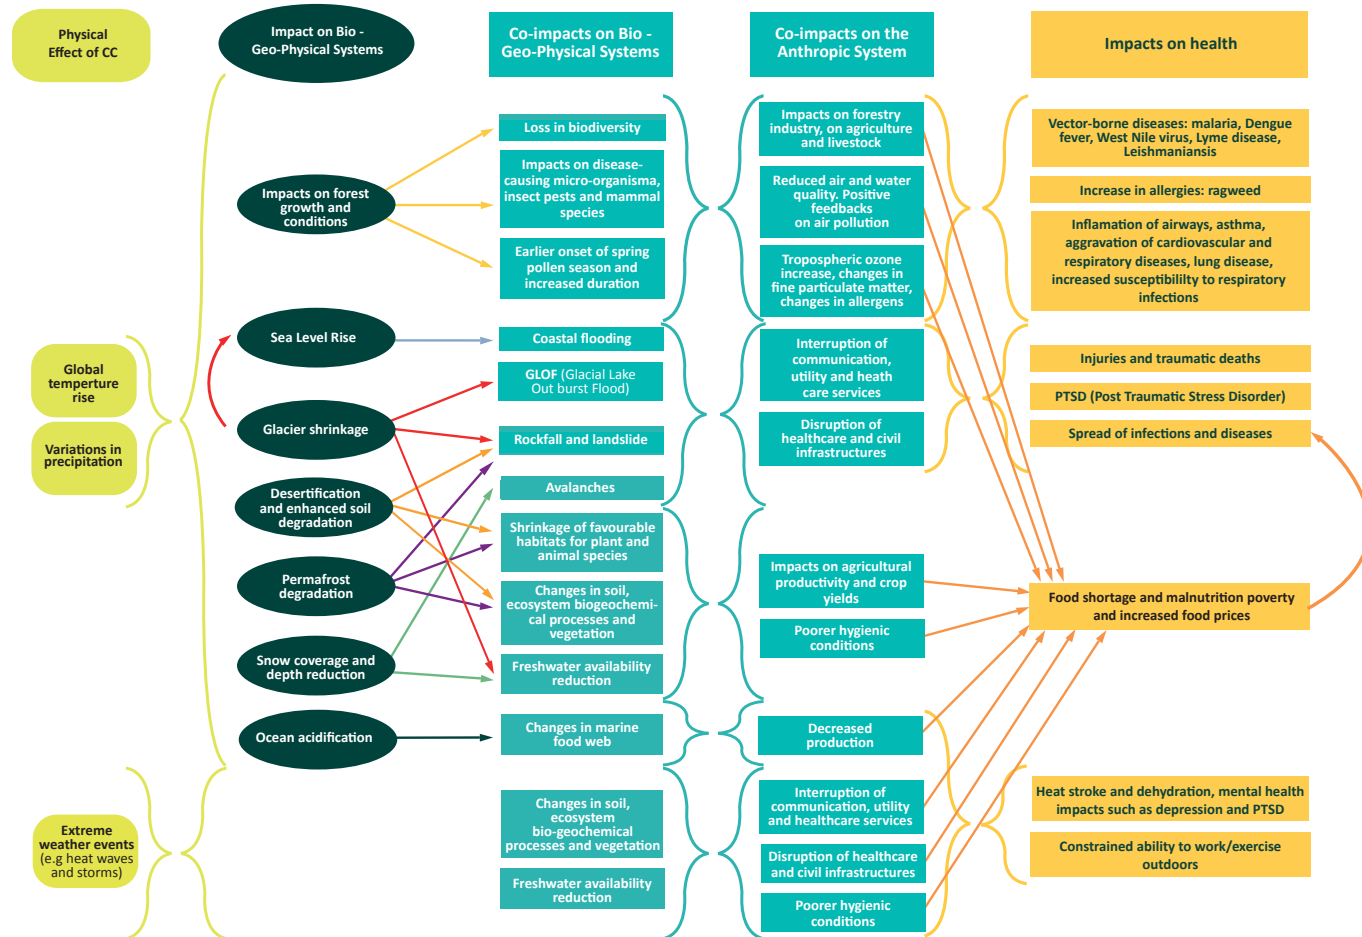 Physical
Effect of CC
Impact on Bio -
Geo-Physical Systems
Co-impacts on Bio -
Geo-Physical Systems
Co-impacts on the
Anthropic System
Impacts on health
Global
temperture
rise
Variations in
precipitation
Extreme
weather events
(e.g heat waves
and storms)
Impacts on forest
growth and
conditions
Sea Level Rise
Glacier shrinkage
Desertification
and enhanced soil
degradation
Permafrost
degradation
Snow coverage and
depth reduction
Ocean acidification
Loss in biodiversity
Impacts on disease-
causing micro-organisma,
insect pests and mammal
species
Earlier onset of spring
pollen season and
increased duration
Coastal flooding
GLOF (Glacial Lake
Out burst Flood)
Rockfall and landslide
Avalanches
Shrinkage of favourable
habitats for plant and
animal species
Changes in soil,
ecosystem biogeochemi-
cal processes and
vegetation
Freshwater availability
reduction
Changes in marine
food web
Changes in soil,
ecosystem
bio-geochemical
processes and vegetation
Freshwater availability
reduction
Impacts on forestry
industry, on agriculture
and livestock
Reduced air and water
quality. Positive
feedbacks
on air pollution
Tropospheric ozone
increase, changes in
fine particulate matter,
changes in allergens
Interruption of
communication,
utility and heath
care services
Disruption of
healthcare and civil
infrastructures
Impacts on agricultural
productivity and crop
yields
Poorer hygienic
conditions
Decreased
production
Interruption of
communication, utility
and healthcare services
Disruption of healthcare
and civil infrastructures
Poorer hygienic
conditions
Vector-borne diseases: malaria, Dengue
fever, West Nile virus, Lyme disease,
Leishmaniansis
Increase in allergies: ragweed
Inflamation of airways, asthma,
aggravation of cardiovascular and
respiratory diseases, lung disease,
increased susceptibility to respiratory
infections
Injuries and traumatic deaths
PTSD (Post Traumatic Stress Disorder)
Spread of infections and diseases
Food shortage and malnutrition poverty
and increased food prices
Heat stroke and dehydration, mental health
impacts such as depression and PTSD
Constrained ability to work/exercise
outdoors